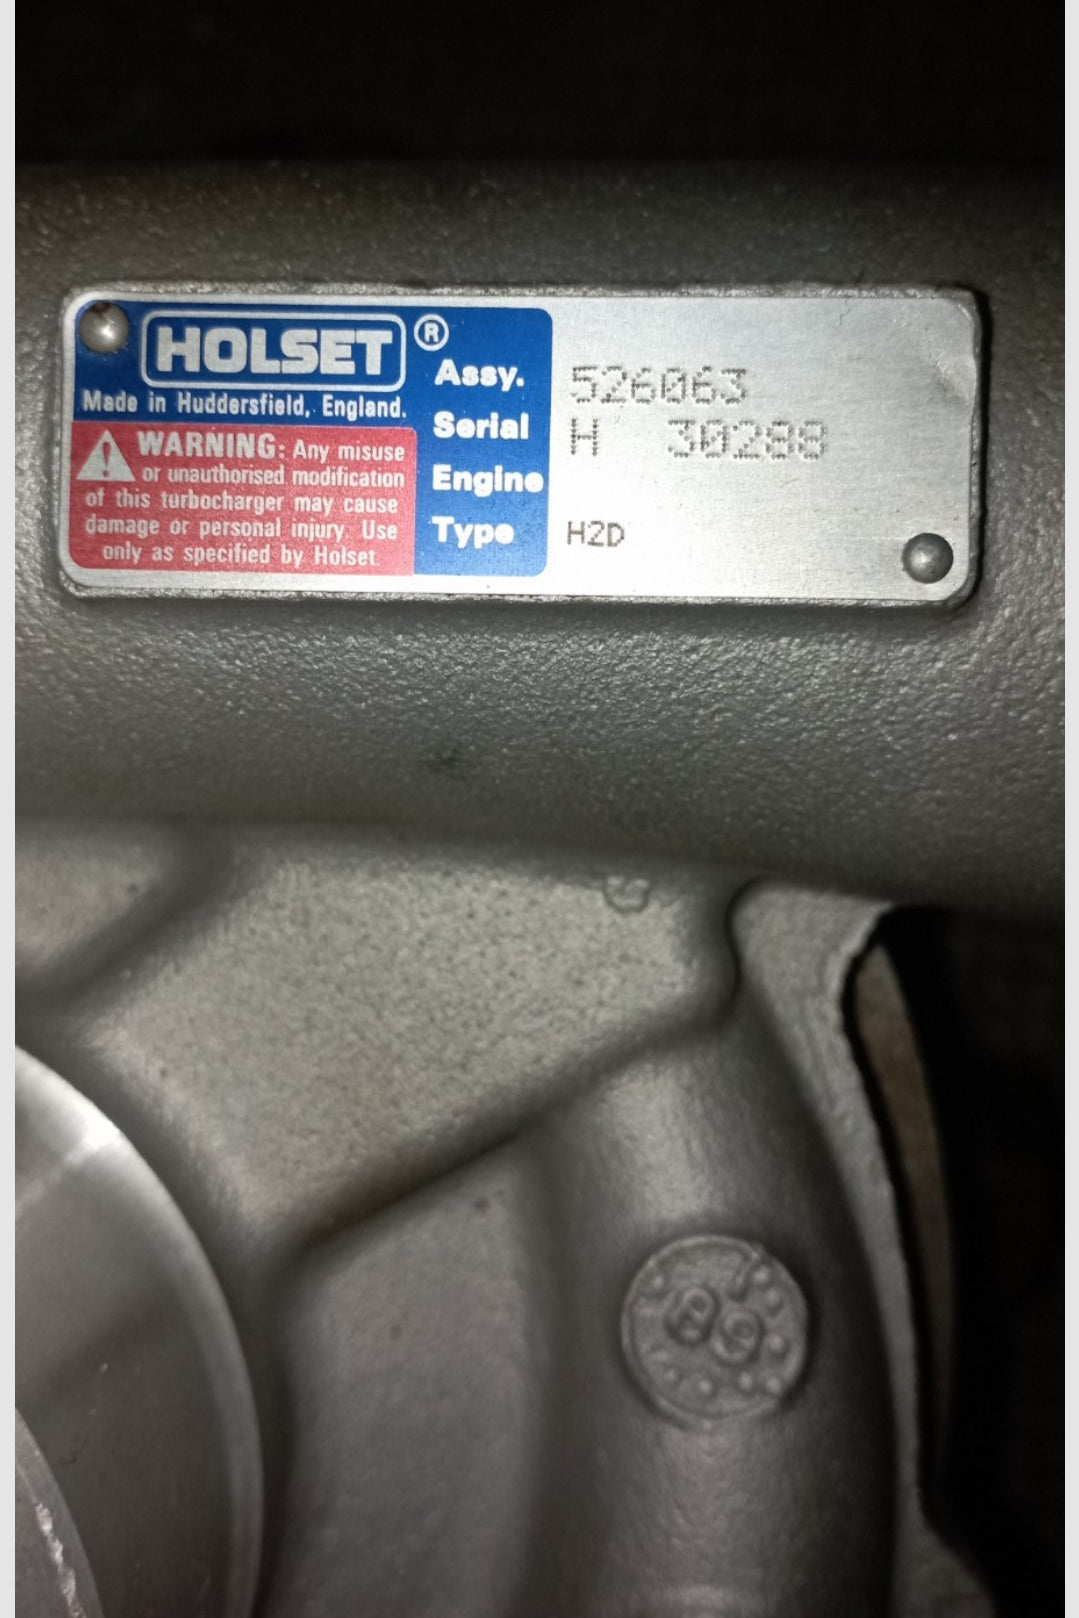 HOLSET ®
Made in Huddersfield, England.
WARNING: Any misuse
or unauthorised modification
of this turbocharger may cause
damage or personal injury. Use
only as specified by Holset.
Assy. 526063
Serial H 30288
Engine
Type H2D